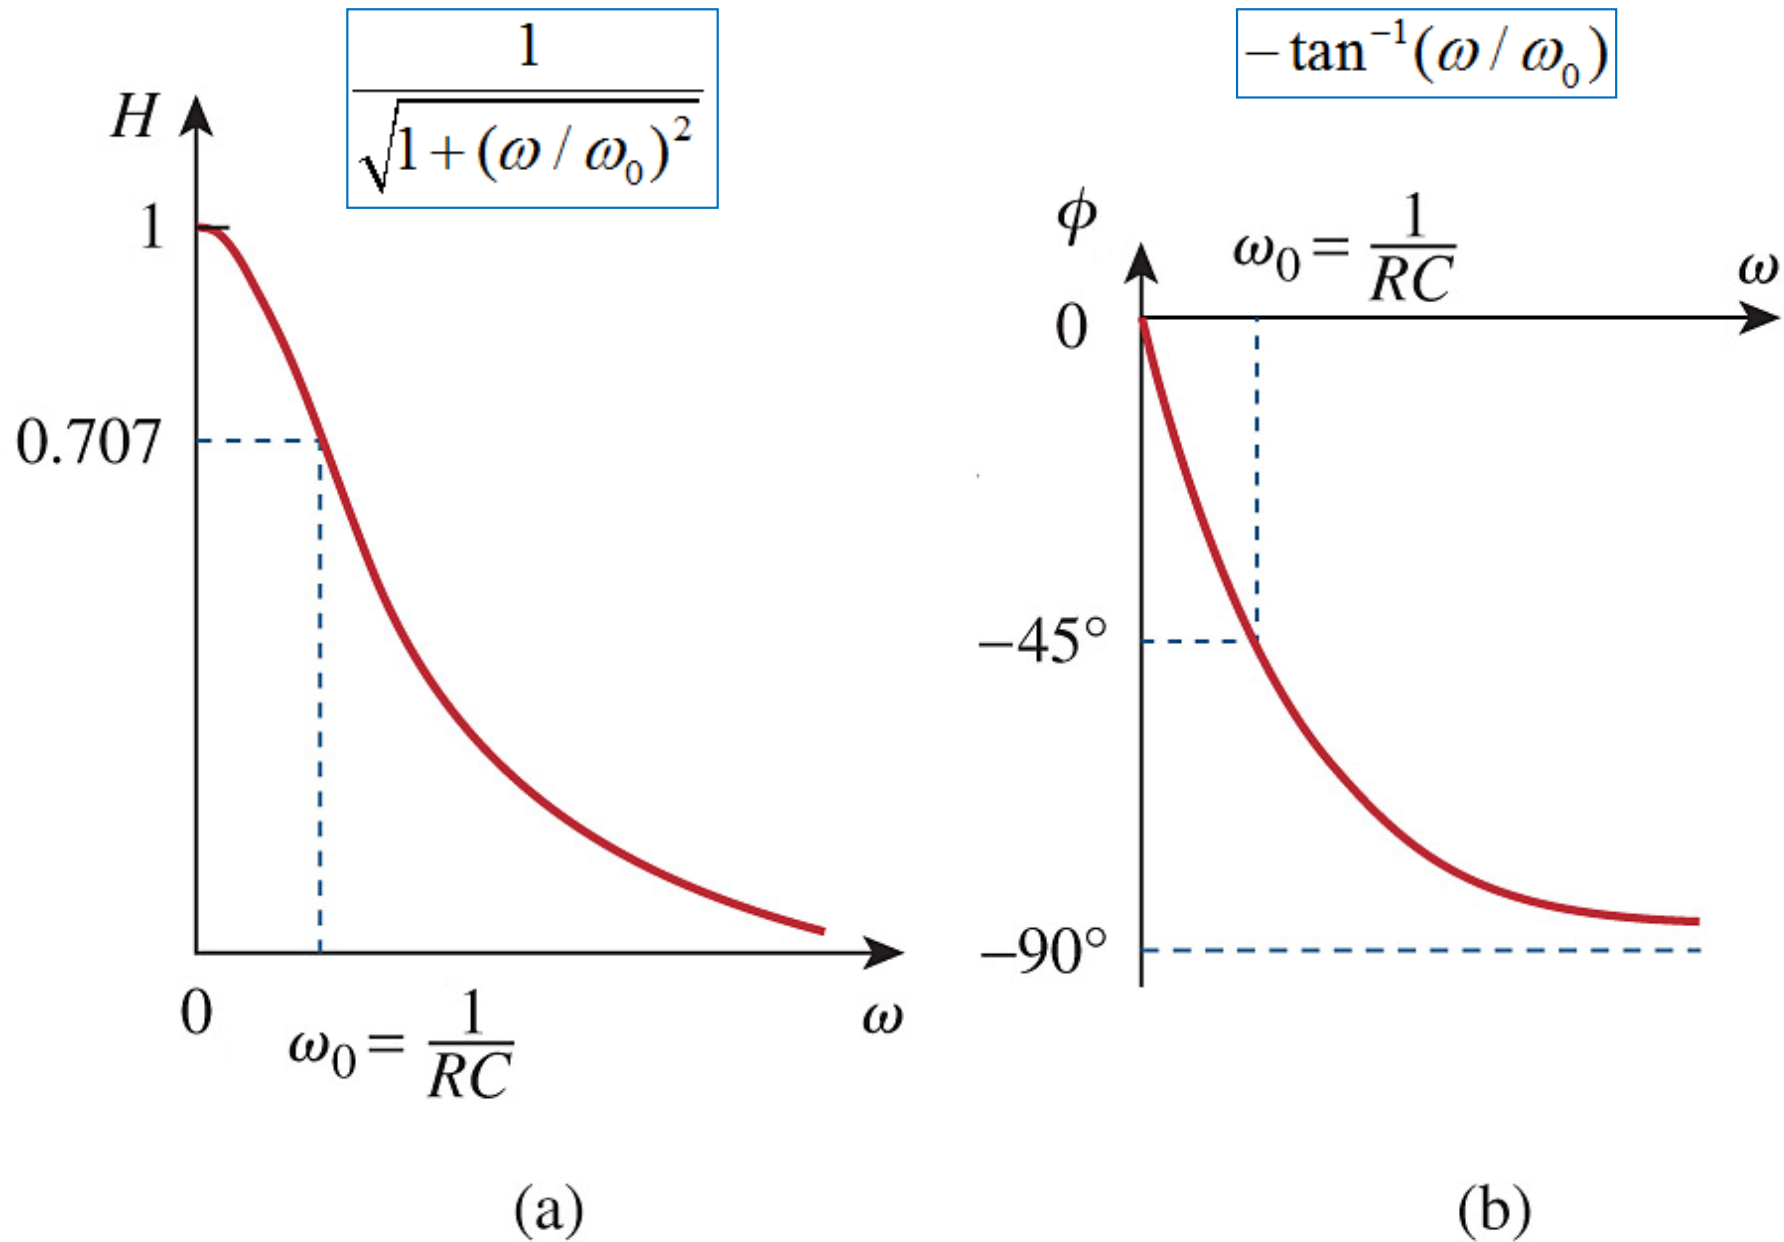 H
1
√1 + (ω / ω₀)²
1
0.707
0
ω₀ = 1/RC
ω
(a)
− tan⁻¹(ω / ω₀)
ϕ
ω₀ = 1/RC
ω
0
−45°
−90°
(b)